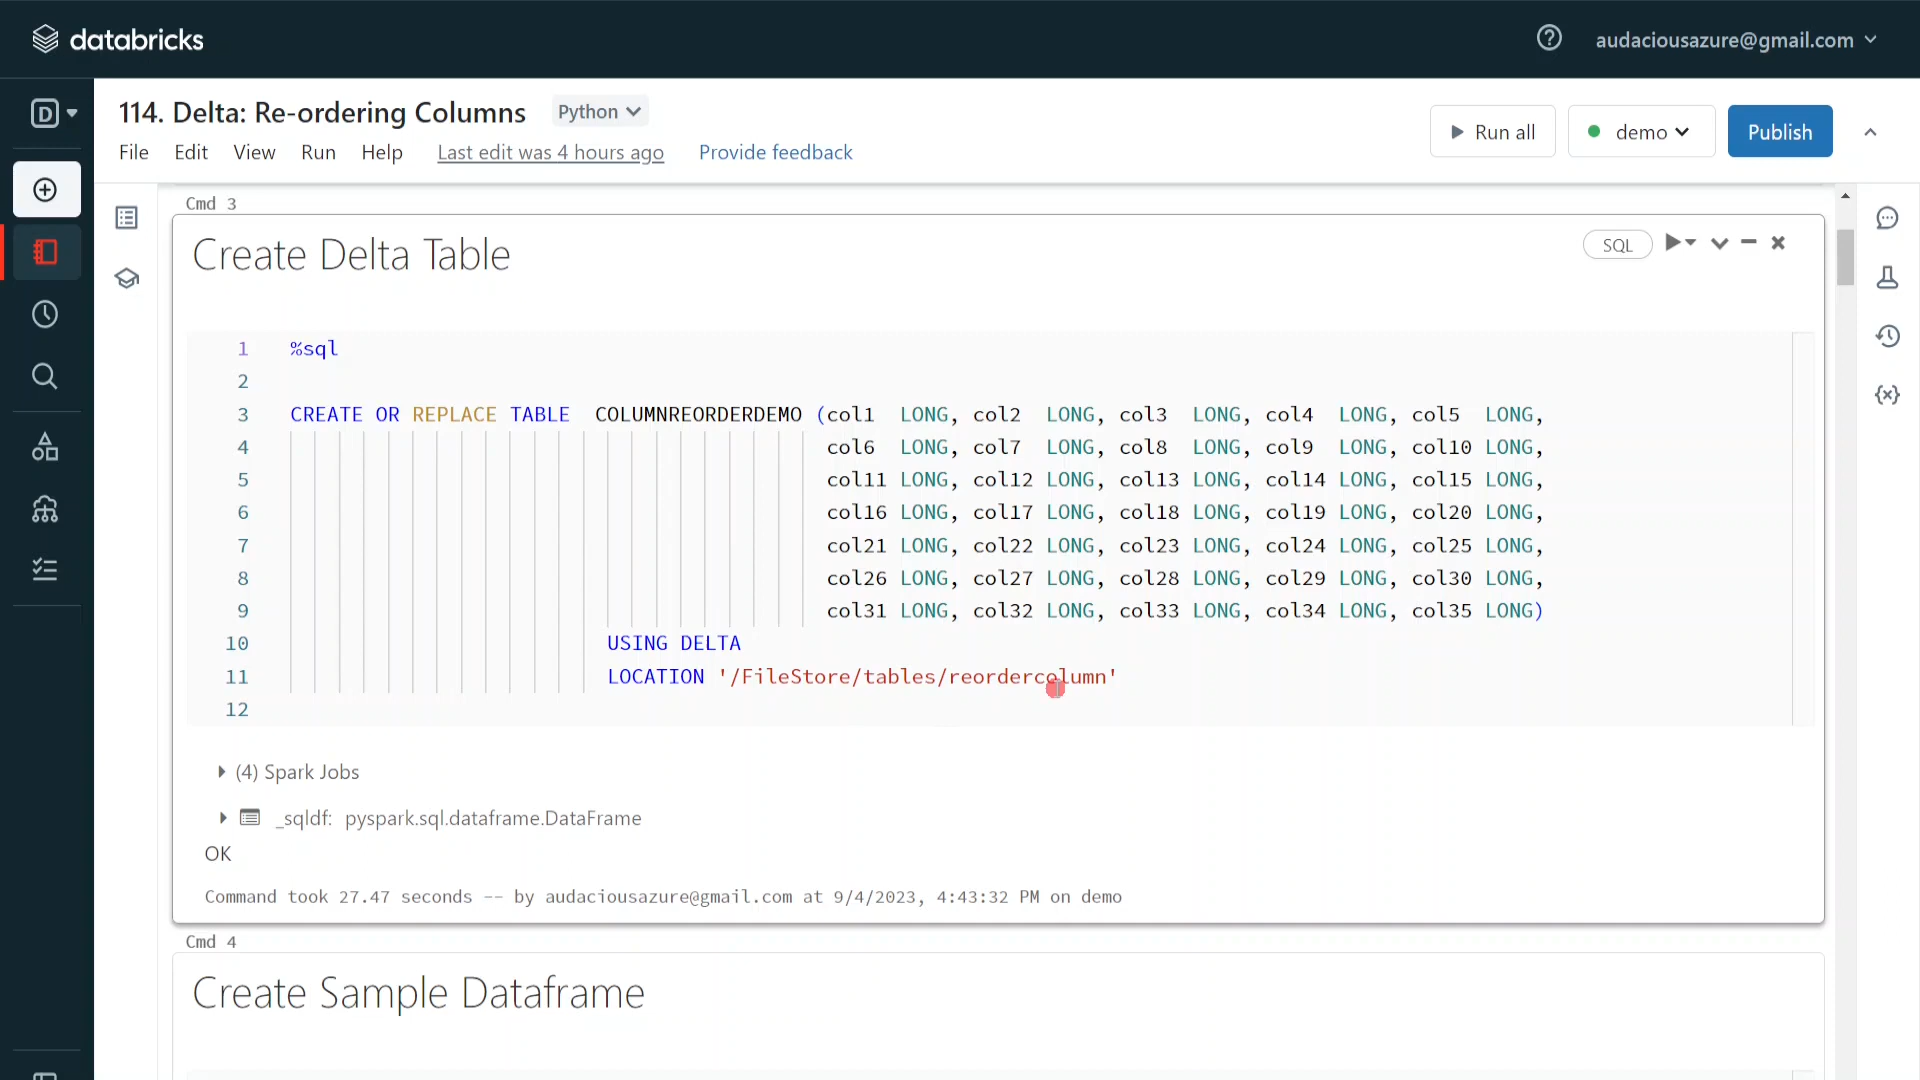 databricks
audaciousazure@gmail.com
114. Delta: Re-ordering Columns Python
File Edit View Run Help Last edit was 4 hours ago Provide feedback
Run all demo Publish
Cmd 3
Create Delta Table
SQL
1 %sql
2
3 CREATE OR REPLACE TABLE COLUMNREORDERDEMO (col1 LONG, col2 LONG, col3 LONG, col4 LONG, col5 LONG,
4 col6 LONG, col7 LONG, col8 LONG, col9 LONG, col10 LONG,
5 col11 LONG, col12 LONG, col13 LONG, col14 LONG, col15 LONG,
6 col16 LONG, col17 LONG, col18 LONG, col19 LONG, col20 LONG,
7 col21 LONG, col22 LONG, col23 LONG, col24 LONG, col25 LONG,
8 col26 LONG, col27 LONG, col28 LONG, col29 LONG, col30 LONG,
9 col31 LONG, col32 LONG, col33 LONG, col34 LONG, col35 LONG)
10 USING DELTA
11 LOCATION '/FileStore/tables/reordercolumn'
12
(4) Spark Jobs
_sqldf: pyspark.sql.dataframe.DataFrame
OK
Command took 27.47 seconds -- by audaciousazure@gmail.com at 9/4/2023, 4:43:32 PM on demo
Cmd 4
Create Sample Dataframe